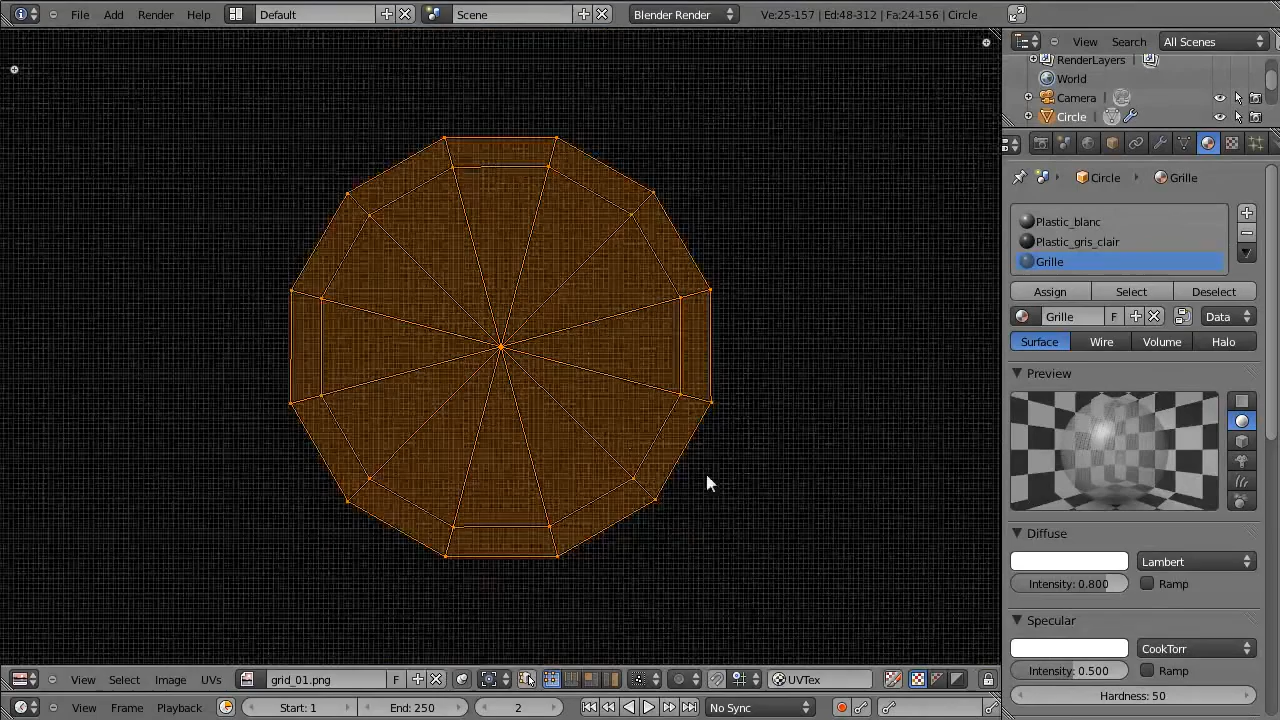 File Add Render Help Default Scene Blender Render Ve:25-157 | Ed:48-312 | Fa:24-156 | Circle
View Search All Scenes
RenderLayers |
World
Camera |
Circle |
Circle Grille
Plastic_blanc
Plastic_gris_clair
Grille
Assign Select Deselect
Grille F Data
Surface Wire Volume Halo
Preview
Diffuse
Lambert
Intensity: 0.800 Ramp
Specular
CookTorr
Intensity: 0.500 Ramp
Hardness: 50
View Select Image UVs grid_01.png F UVTex
View Frame Playback Start: 1 End: 250 2 No Sync